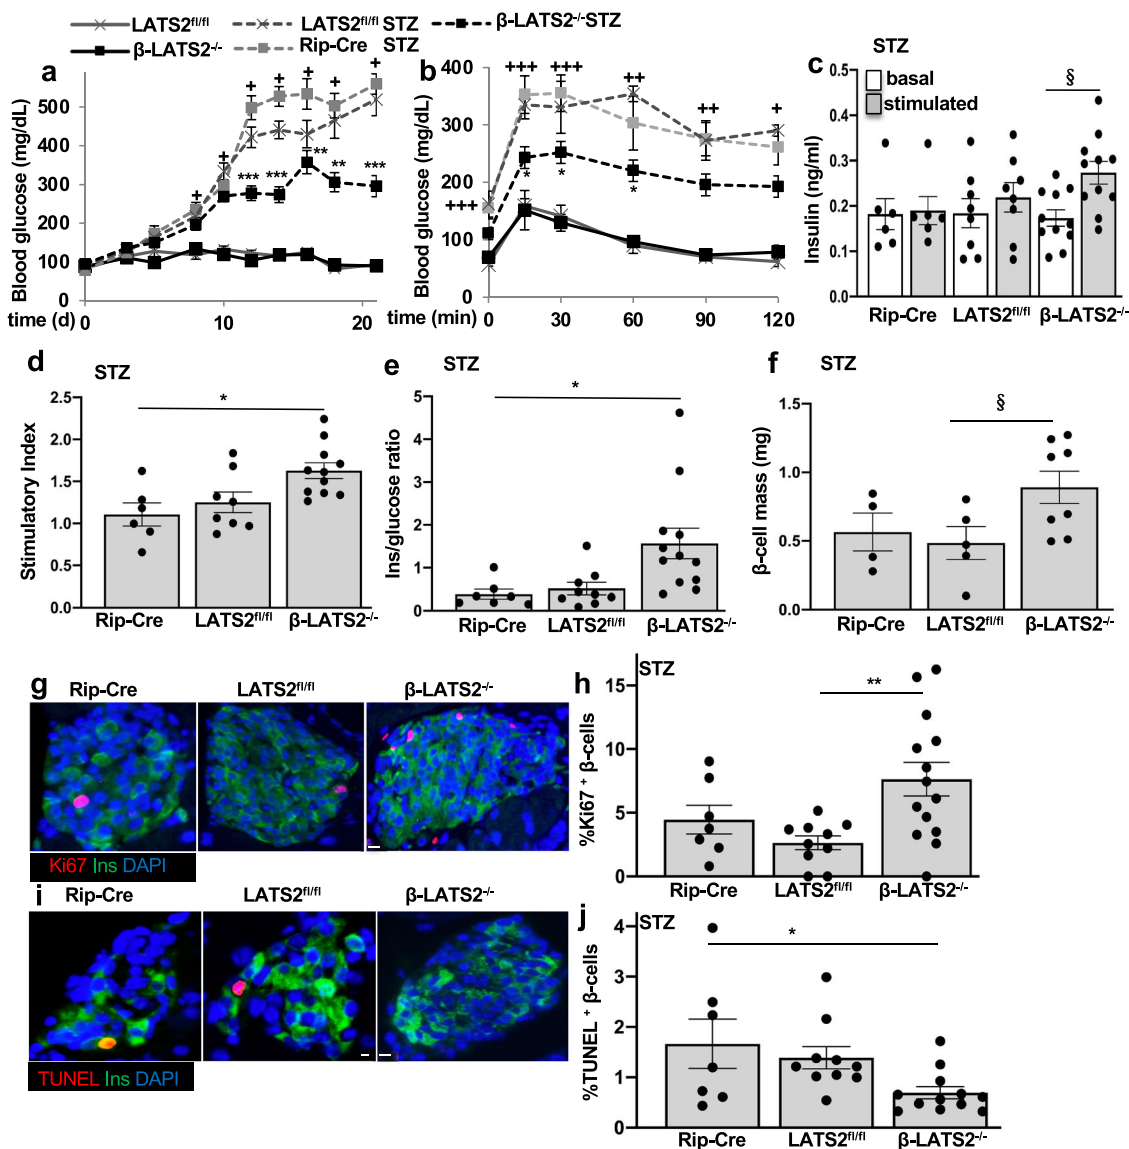 LATS2fl/fl LATS2fl/fl STZ β-LATS2-/-STZ
β-LATS2-/- Rip-Cre STZ
a
Blood glucose (mg/dL)
500
400
300
200
100
0
+ + + + + + +
*** *** ** ** ***
time (d)
0 10 20
b
Blood glucose (mg/dL)
400
300
200
100
0
+++ +++ +++ ++ ++ +
* * *
time (min)
0 30 60 90 120
c
STZ
basal
stimulated
§
Insulin (ng/ml)
0.5
0.4
0.3
0.2
0.1
0.0
Rip-Cre LATS2fl/fl β-LATS2-/-
d
STZ
*
Stimulatory Index
2.5
2.0
1.5
1.0
0.5
0.0
Rip-Cre LATS2fl/fl β-LATS2-/-
e
STZ
*
Ins/glucose ratio
5
4
3
2
1
0
Rip-Cre LATS2fl/fl β-LATS2-/-
f
STZ
§
β-cell mass (mg)
1.5
1.0
0.5
0.0
Rip-Cre LATS2fl/fl β-LATS2-/-
g
Rip-Cre LATS2fl/fl β-LATS2-/-
Ki67 Ins DAPI
h
STZ
**
%Ki67 + β-cells
15
10
5
0
Rip-Cre LATS2fl/fl β-LATS2-/-
i
Rip-Cre LATS2fl/fl β-LATS2-/-
TUNEL Ins DAPI
j
STZ
*
%TUNEL + β-cells
4
3
2
1
0
Rip-Cre LATS2fl/fl β-LATS2-/-